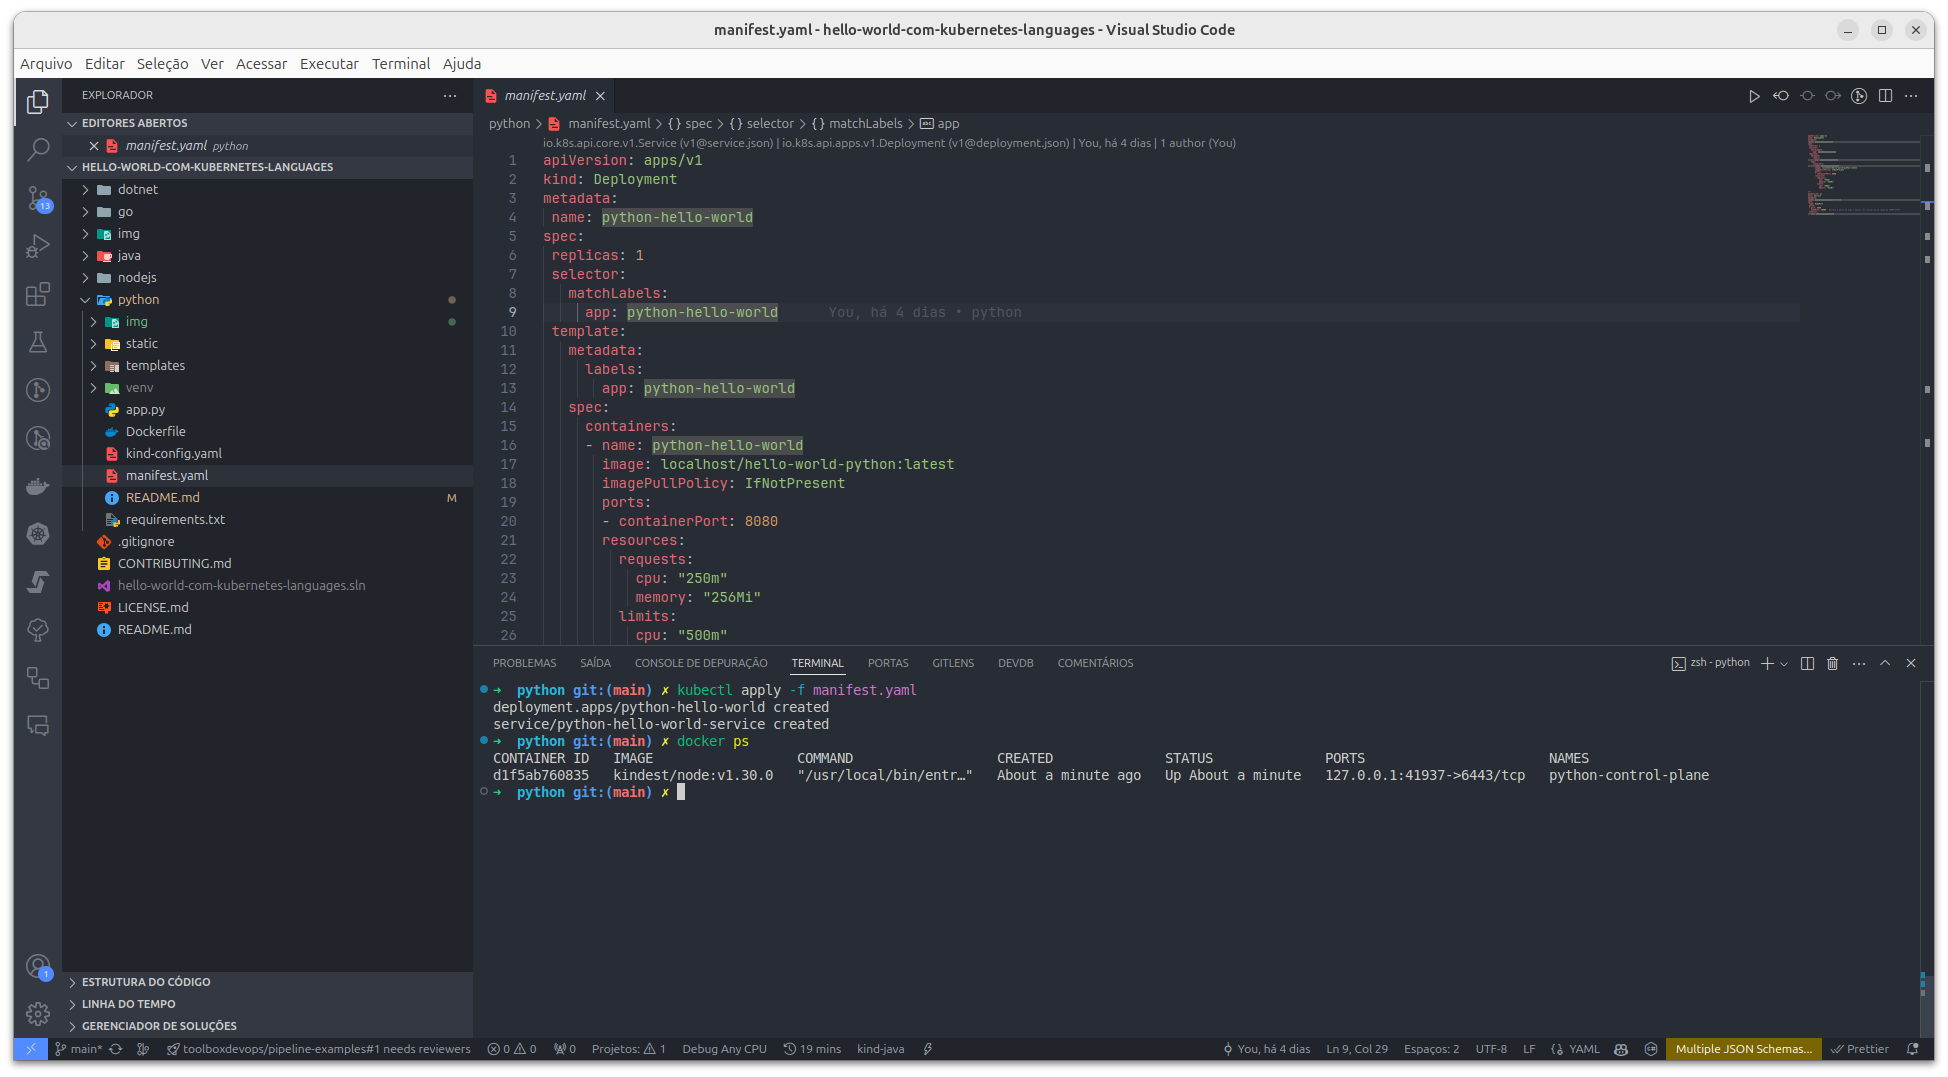 manifest.yaml - hello-world-com-kubernetes-languages - Visual Studio Code
Arquivo Editar Seleção Ver Acessar Executar Terminal Ajuda
EXPLORADOR
EDITORES ABERTOS
manifest.yaml python
HELLO-WORLD-COM-KUBERNETES-LANGUAGES
dotnet
go
img
java
nodejs
python
img
static
templates
venv
app.py
Dockerfile
kind-config.yaml
manifest.yaml
README.md M
requirements.txt
.gitignore
CONTRIBUTING.md
hello-world-com-kubernetes-languages.sln
LICENSE.md
README.md
ESTRUTURA DO CÓDIGO
LINHA DO TEMPO
GERENCIADOR DE SOLUÇÕES
13
1
manifest.yaml
python > manifest.yaml > {} spec > {} selector > {} matchLabels > abc app
io.k8s.api.core.v1.Service (v1@service.json) | io.k8s.api.apps.v1.Deployment (v1@deployment.json) | You, há 4 dias | 1 author (You)
1 apiVersion: apps/v1
2 kind: Deployment
3 metadata:
4 name: python-hello-world
5 spec:
6 replicas: 1
7 selector:
8 matchLabels:
9 app: python-hello-world You, há 4 dias • python
10 template:
11 metadata:
12 labels:
13 app: python-hello-world
14 spec:
15 containers:
16 - name: python-hello-world
17 image: localhost/hello-world-python:latest
18 imagePullPolicy: IfNotPresent
19 ports:
20 - containerPort: 8080
21 resources:
22 requests:
23 cpu: "250m"
24 memory: "256Mi"
25 limits:
26 cpu: "500m"
PROBLEMAS SAÍDA CONSOLE DE DEPURAÇÃO TERMINAL PORTAS GITLENS DEVDB COMENTÁRIOS
zsh - python
➜ python git:(main) ✗ kubectl apply -f manifest.yaml
deployment.apps/python-hello-world created
service/python-hello-world-service created
➜ python git:(main) ✗ docker ps
CONTAINER ID IMAGE COMMAND CREATED STATUS PORTS NAMES
d1f5ab760835 kindest/node:v1.30.0 "/usr/local/bin/entr…" About a minute ago Up About a minute 127.0.0.1:41937->6443/tcp python-control-plane
➜ python git:(main) ✗
main* toolboxdevops/pipeline-examples#1 needs reviewers 0 0 0 Projetos: 1 Debug Any CPU 19 mins kind-java You, há 4 dias Ln 9, Col 29 Espaços: 2 UTF-8 LF {} YAML Multiple JSON Schemas... Prettier